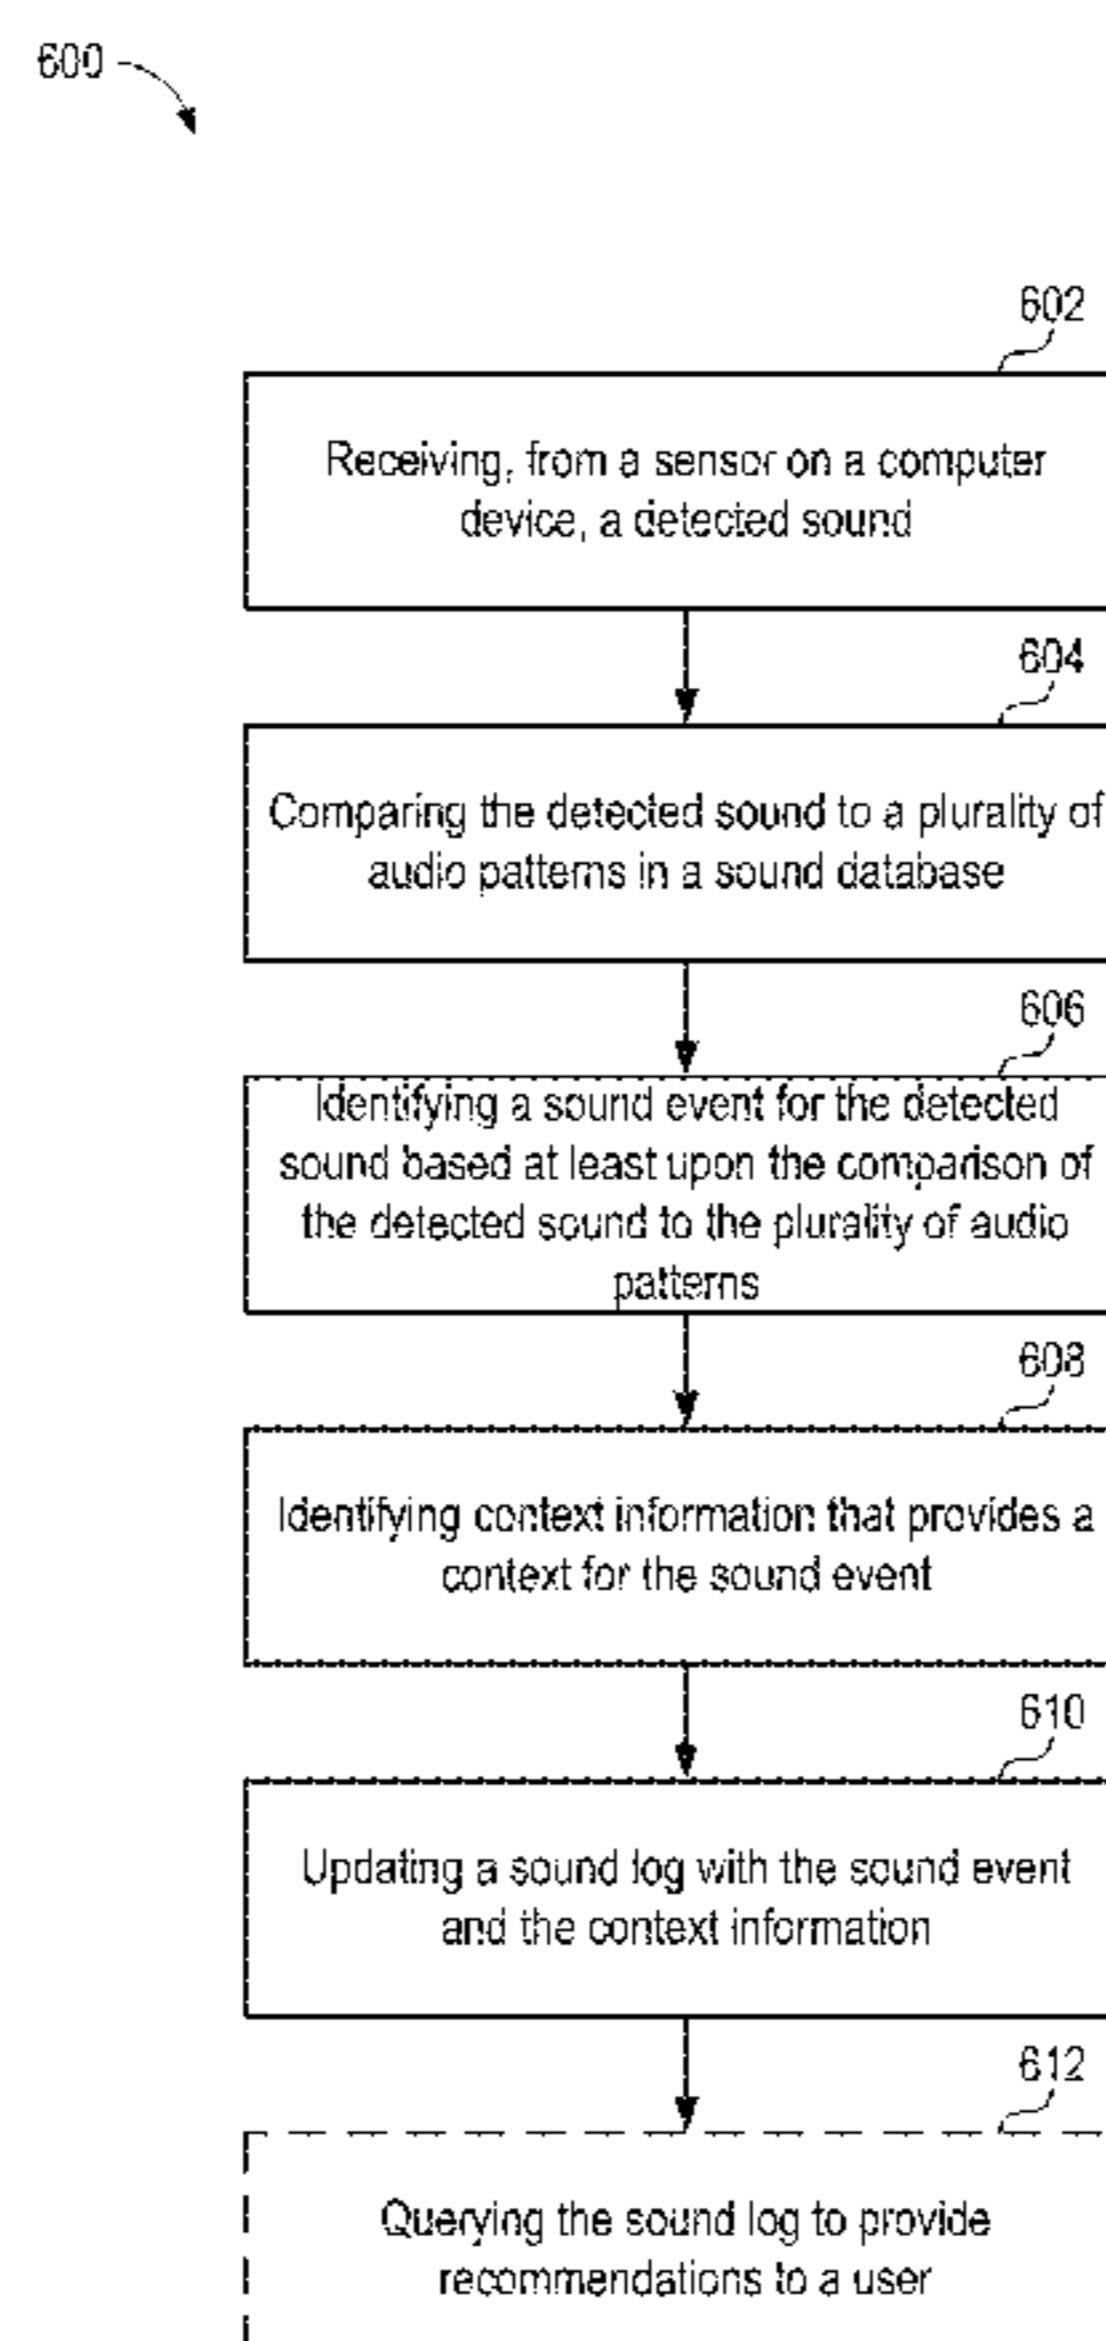 600
602
Receiving, from a sensor on a computer
device, a detected sound
604
Comparing the detected sound to a plurality of
audio patterns in a sound database
606
Identifying a sound event for the detected
sound based at least upon the comparison of
the detected sound to the plurality of audio
patterns
608
Identifying context information that provides a
context for the sound event
610
Updating a sound log with the sound event
and the context information
612
Querying the sound log to provide
recommendations to a user